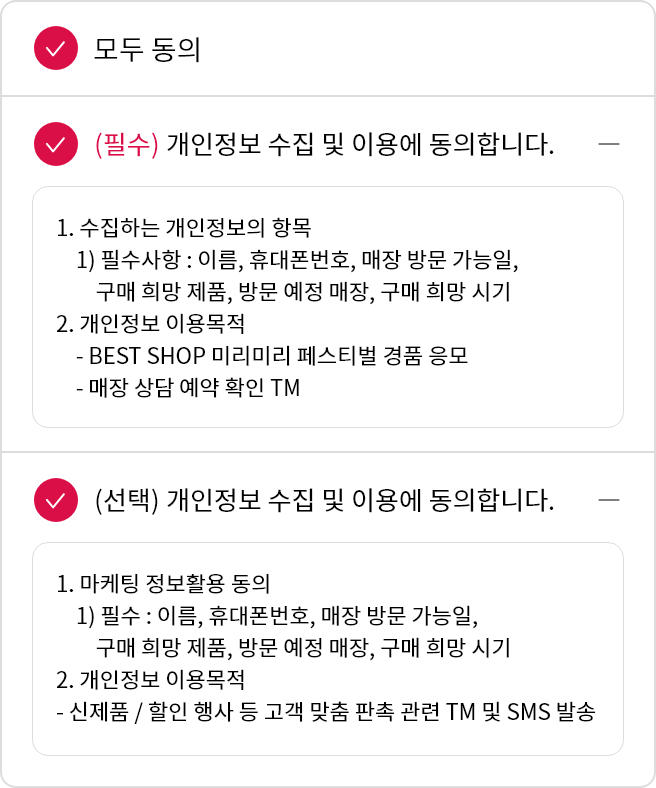 모두 동의
(필수) 개인정보 수집 및 이용에 동의합니다.
1. 수집하는 개인정보의 항목
1) 필수사항 : 이름, 휴대폰번호, 매장 방문 가능일,
구매 희망 제품, 방문 예정 매장, 구매 희망 시기
2. 개인정보 이용목적
- BEST SHOP 미리미리 페스티벌 경품 응모
- 매장 상담 예약 확인 TM
(선택) 개인정보 수집 및 이용에 동의합니다.
1. 마케팅 정보활용 동의
1) 필수 : 이름, 휴대폰번호, 매장 방문 가능일,
구매 희망 제품, 방문 예정 매장, 구매 희망 시기
2. 개인정보 이용목적
- 신제품 / 할인 행사 등 고객 맞춤 판촉 관련 TM 및 SMS 발송